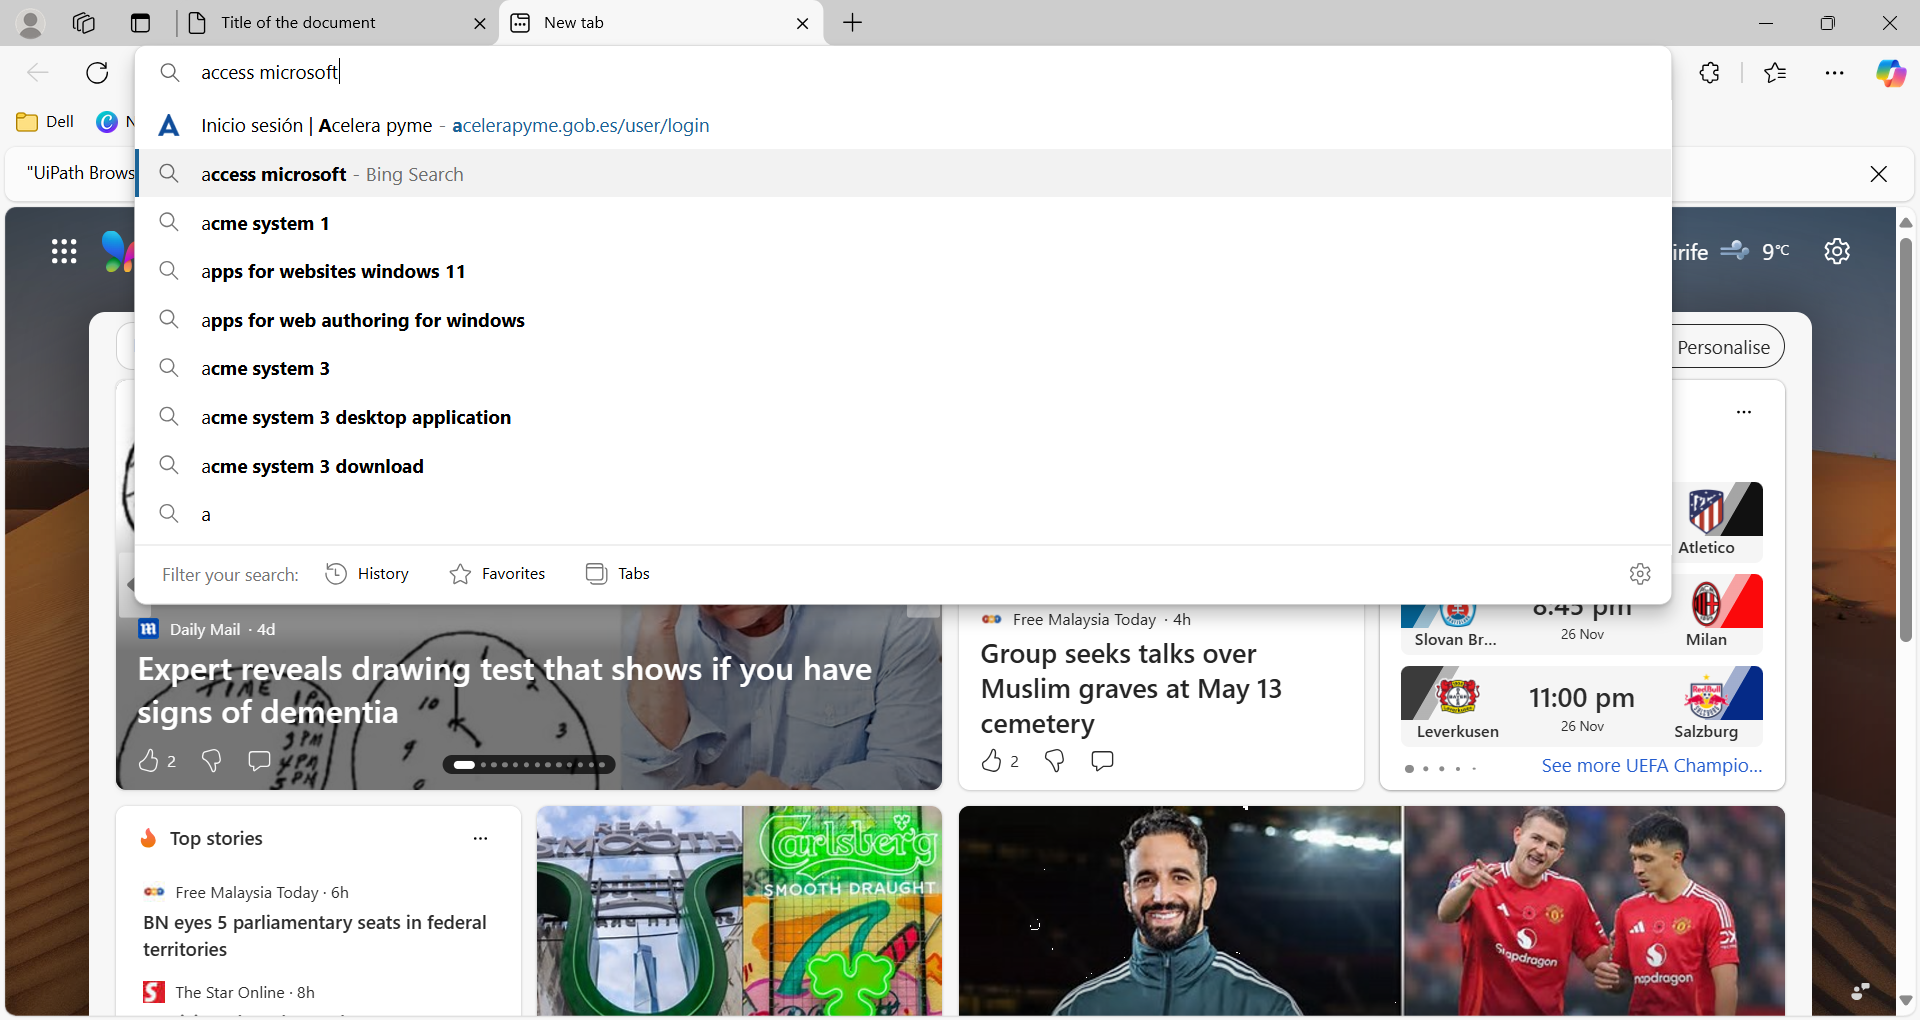 Title of the document
New tab
access microsoft
Dell
N
Inicio sesión | Acelera pyme - acelerapyme.gob.es/user/login
"UiPath Brows
access microsoft - Bing Search
acme system 1
irife 9°C
apps for websites windows 11
apps for web authoring for windows
Personalise
acme system 3
acme system 3 desktop application
acme system 3 download
a
Atletico
Filter your search: History Favorites Tabs
Daily Mail · 4d
Expert reveals drawing test that shows if you have
signs of dementia
2
Free Malaysia Today · 4h
Group seeks talks over
Muslim graves at May 13
cemetery
2
8:45 pm
Slovan Br... 26 Nov Milan
11:00 pm
Leverkusen 26 Nov Salzburg
See more UEFA Champio...
TIME
Top stories
Free Malaysia Today · 6h
BN eyes 5 parliamentary seats in federal
territories
The Star Online · 8h
REAL
SMOOTH
Carlsberg
SMOOTH DRAUGHT
Snapdragon
snapdragon